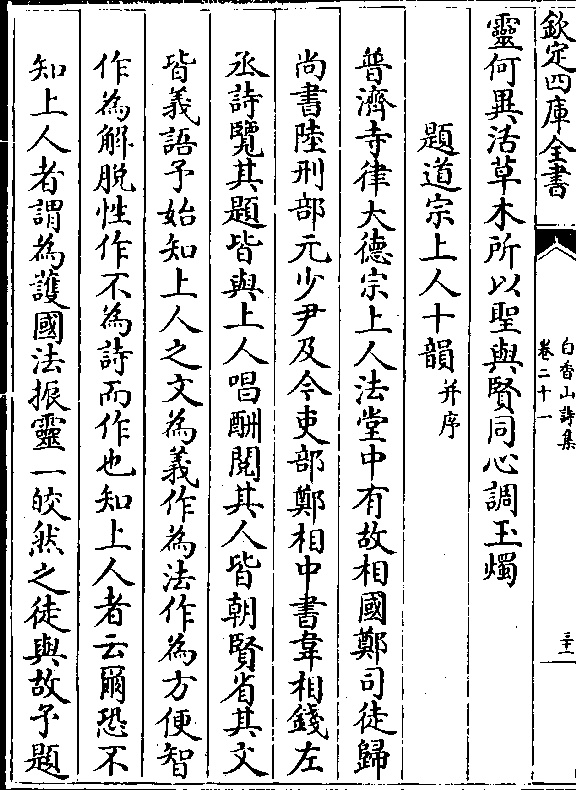 欽定四庫全書
白香山詩集
卷二十一
三十一
靈何異活草木所以聖與賢同心調玉燭
題道宗上人十韻并序
普濟寺律大德宗上人法堂中有故相國鄭司徒歸
尚書陸刑部元少尹及今吏部鄭相中書韋相錢左
丞詩覽其題皆與上人唱酬閱其人皆朝賢省其文
皆義語予始知上人之文為義作為法作為方便智
作為解脱性作不為詩而作也知上人者云爾恐不
知上人者謂為護國法振靈一皎然之徒與故予題